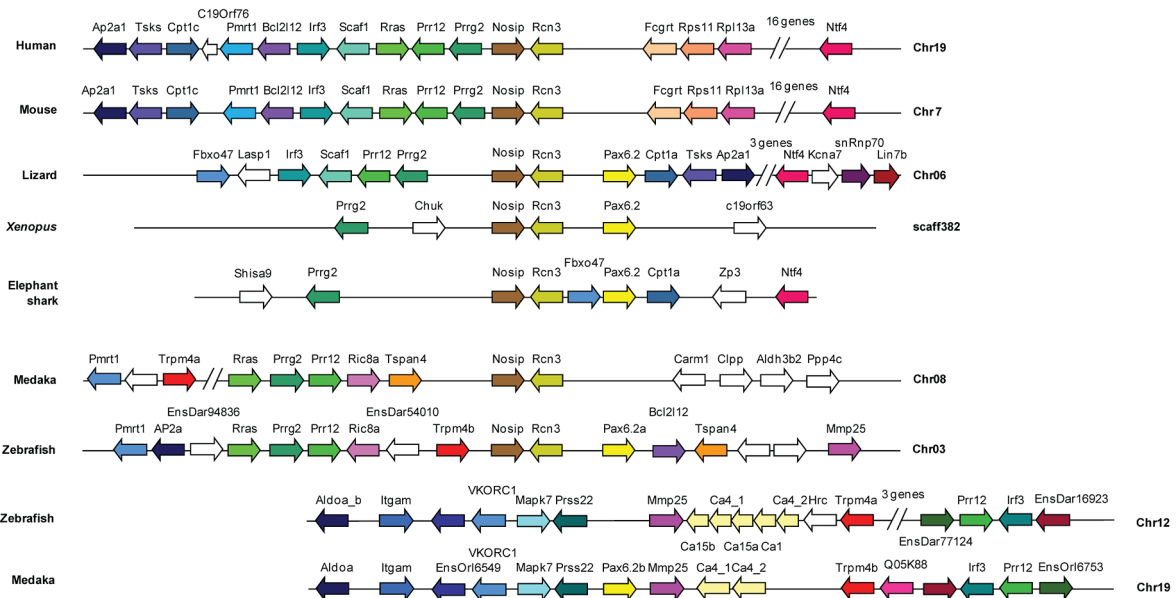 C19Orf76
Ap2a1 Tsks Cpt1c Pmrt1 Bcl2l12 Irf3 Scaf1 Rras Prr12 Prrg2 Nosip Rcn3 Fcgrt Rps11 Rpl13a 16 genes Ntf4
Human Chr19
Ap2a1 Tsks Cpt1c Pmrt1 Bcl2l12 Irf3 Scaf1 Rras Prr12 Prrg2 Nosip Rcn3 Fcgrt Rps11 Rpl13a 16 genes Ntf4
Mouse Chr7
Fbxo47 Lasp1 Irf3 Scaf1 Prr12 Prrg2 Nosip Rcn3 Pax6.2 Cpt1a Tsks Ap2a1 3 genes Ntf4 Kcna7 snRnp70 Lin7b
Lizard Chr06
Prrg2 Chuk Nosip Rcn3 Pax6.2 c19orf63
Xenopus scaff382
Shisa9 Prrg2 Nosip Rcn3 Fbxo47 Pax6.2 Cpt1a Zp3 Ntf4
Elephant
shark
Pmrt1 Trpm4a Rras Prrg2 Prr12 Ric8a Tspan4 Nosip Rcn3 Carm1 Clpp Aldh3b2 Ppp4c
Medaka Chr08
EnsDar94836 EnsDar54010 Bcl2l12
Pmrt1 AP2a Rras Prrg2 Prr12 Ric8a Trpm4b Nosip Rcn3 Pax6.2a Tspan4 Mmp25
Zebrafish Chr03
VKORC1 3 genes
Aldoa_b Itgam Mapk7 Prss22 Mmp25 Ca4_1 Ca4_2 Hrc Trpm4a Prr12 Irf3 EnsDar16923
Zebrafish Chr12
EnsDar77124
Ca15b Ca15a Ca1
VKORC1
Aldoa Itgam EnsOrl6549 Mapk7 Prss22 Pax6.2b Mmp25 Ca4_1 Ca4_2 Trpm4b Q05K88 Irf3 Prr12 EnsOrl6753
Medaka Chr19